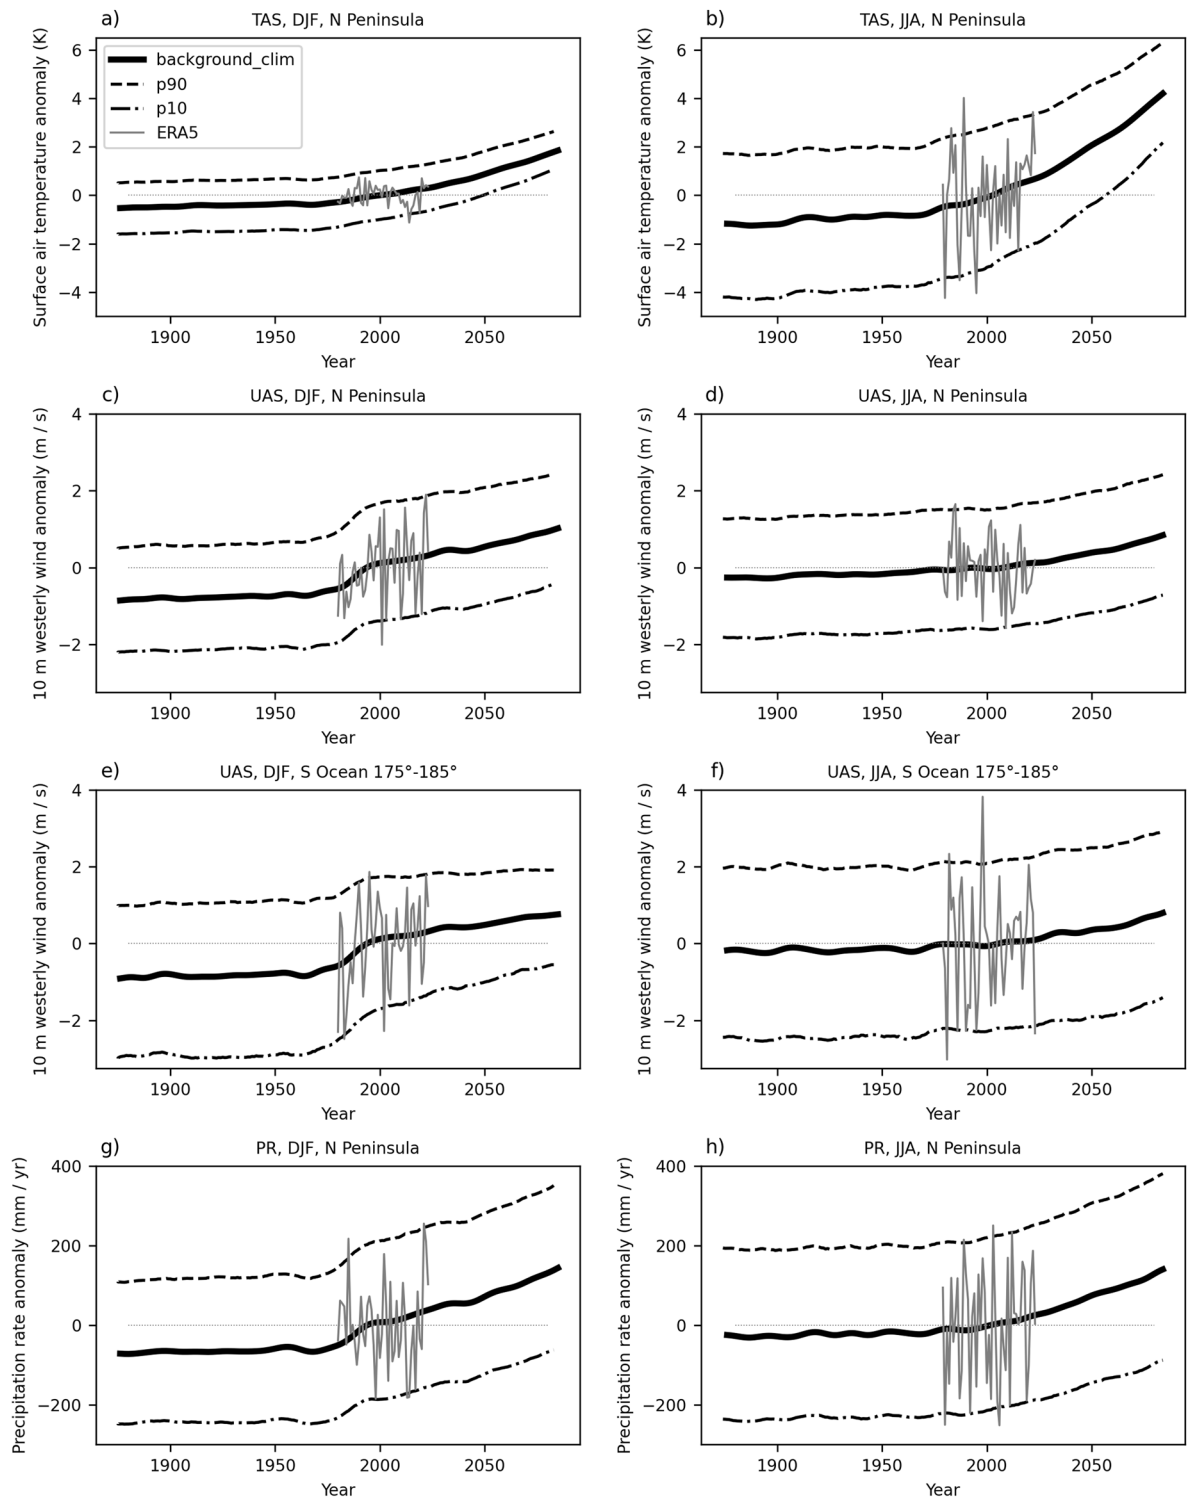 a) TAS, DJF, N Peninsula
Surface air temperature anomaly (K)
6
4
2
0
−2
−4
background_clim
p90
p10
ERA5
1900 1950 2000 2050
Year
b) TAS, JJA, N Peninsula
Surface air temperature anomaly (K)
6
4
2
0
−2
−4
1900 1950 2000 2050
Year
c) UAS, DJF, N Peninsula
10 m westerly wind anomaly (m / s)
4
2
0
−2
1900 1950 2000 2050
Year
d) UAS, JJA, N Peninsula
10 m westerly wind anomaly (m / s)
4
2
0
−2
1900 1950 2000 2050
Year
e) UAS, DJF, S Ocean 175°-185°
10 m westerly wind anomaly (m / s)
4
2
0
−2
1900 1950 2000 2050
Year
f) UAS, JJA, S Ocean 175°-185°
10 m westerly wind anomaly (m / s)
4
2
0
−2
1900 1950 2000 2050
Year
g) PR, DJF, N Peninsula
Precipitation rate anomaly (mm / yr)
400
200
0
−200
1900 1950 2000 2050
Year
h) PR, JJA, N Peninsula
Precipitation rate anomaly (mm / yr)
400
200
0
−200
1900 1950 2000 2050
Year